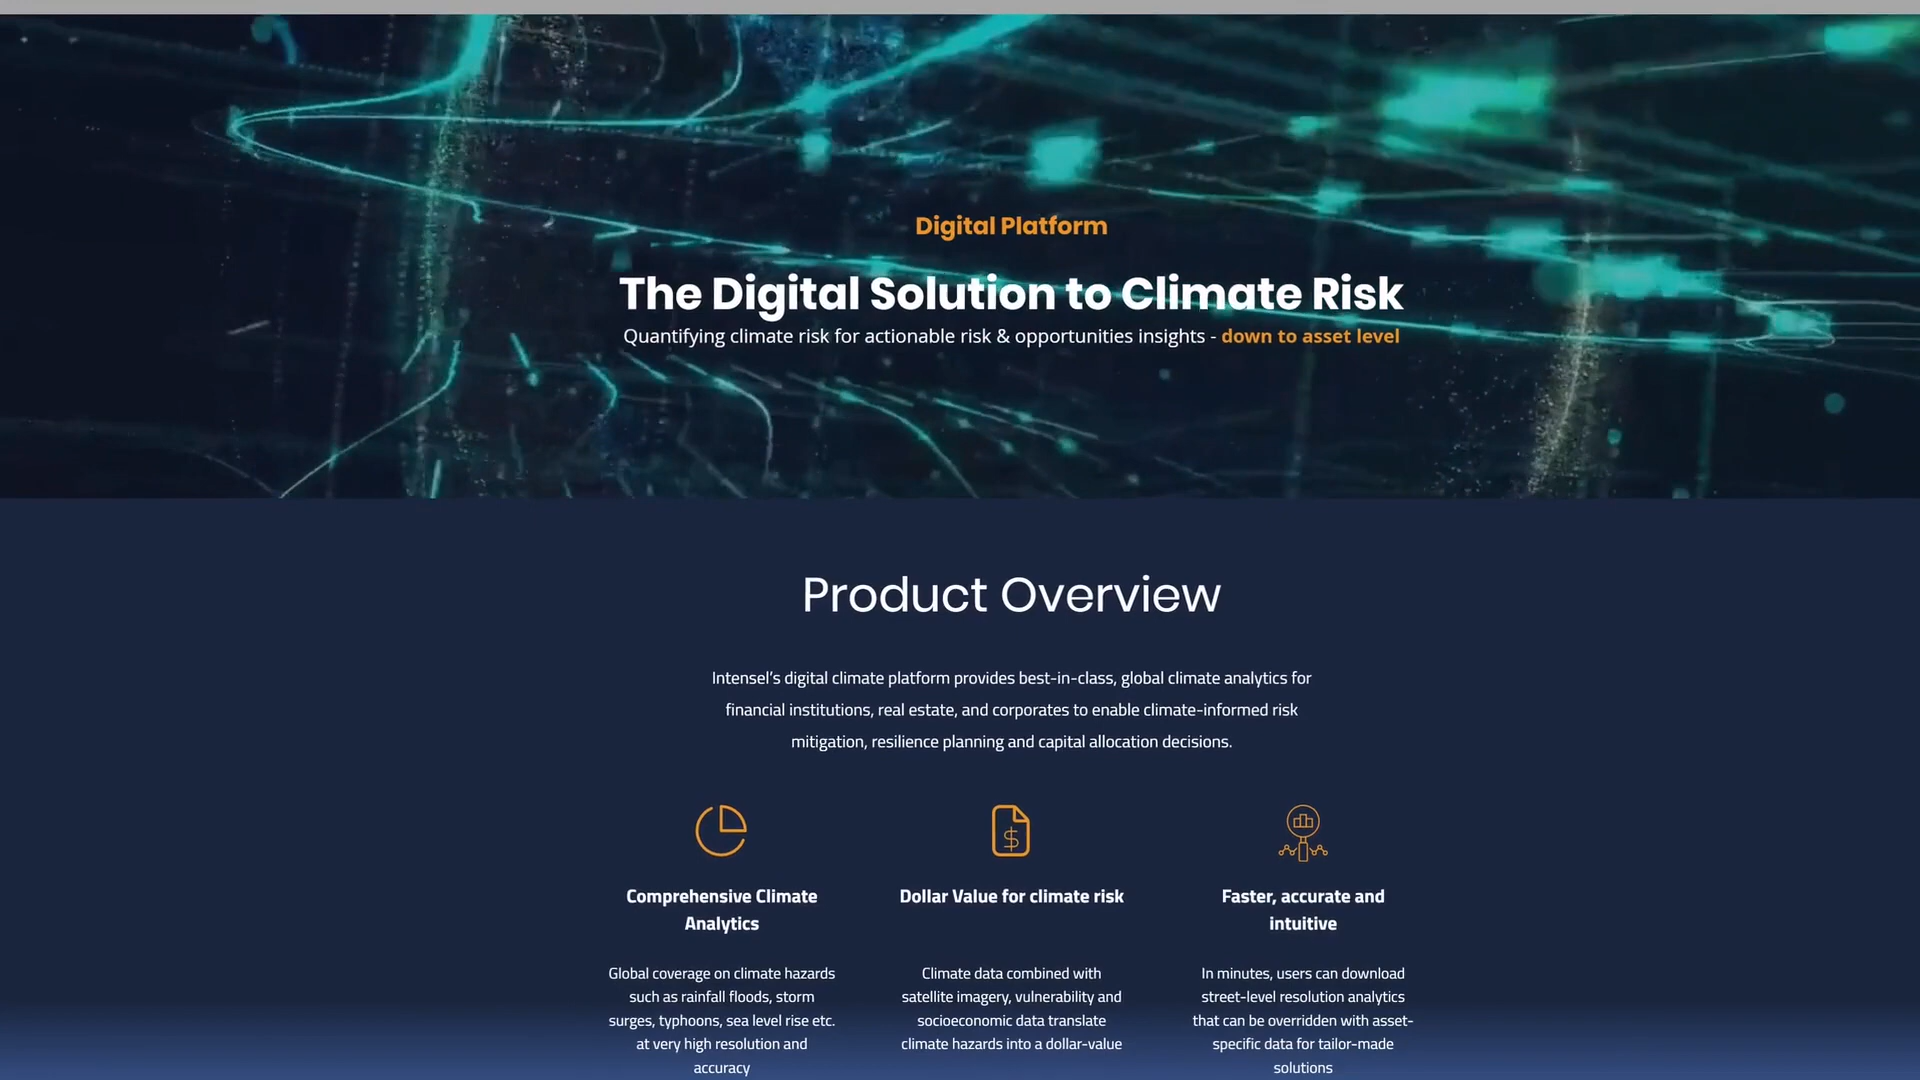 Digital Platform
The Digital Solution to Climate Risk
Quantifying climate risk for actionable risk & opportunities insights - down to asset level
Product Overview
Intensel’s digital climate platform provides best-in-class, global climate analytics for
financial institutions, real estate, and corporates to enable climate-informed risk
mitigation, resilience planning and capital allocation decisions.
Comprehensive Climate
Analytics
Global coverage on climate hazards
such as rainfall floods, storm
surges, typhoons, sea level rise etc.
at very high resolution and
accuracy
Dollar Value for climate risk
Climate data combined with
satellite imagery, vulnerability and
socioeconomic data translate
climate hazards into a dollar-value
Faster, accurate and
intuitive
In minutes, users can download
street-level resolution analytics
that can be overridden with asset-
specific data for tailor-made
solutions